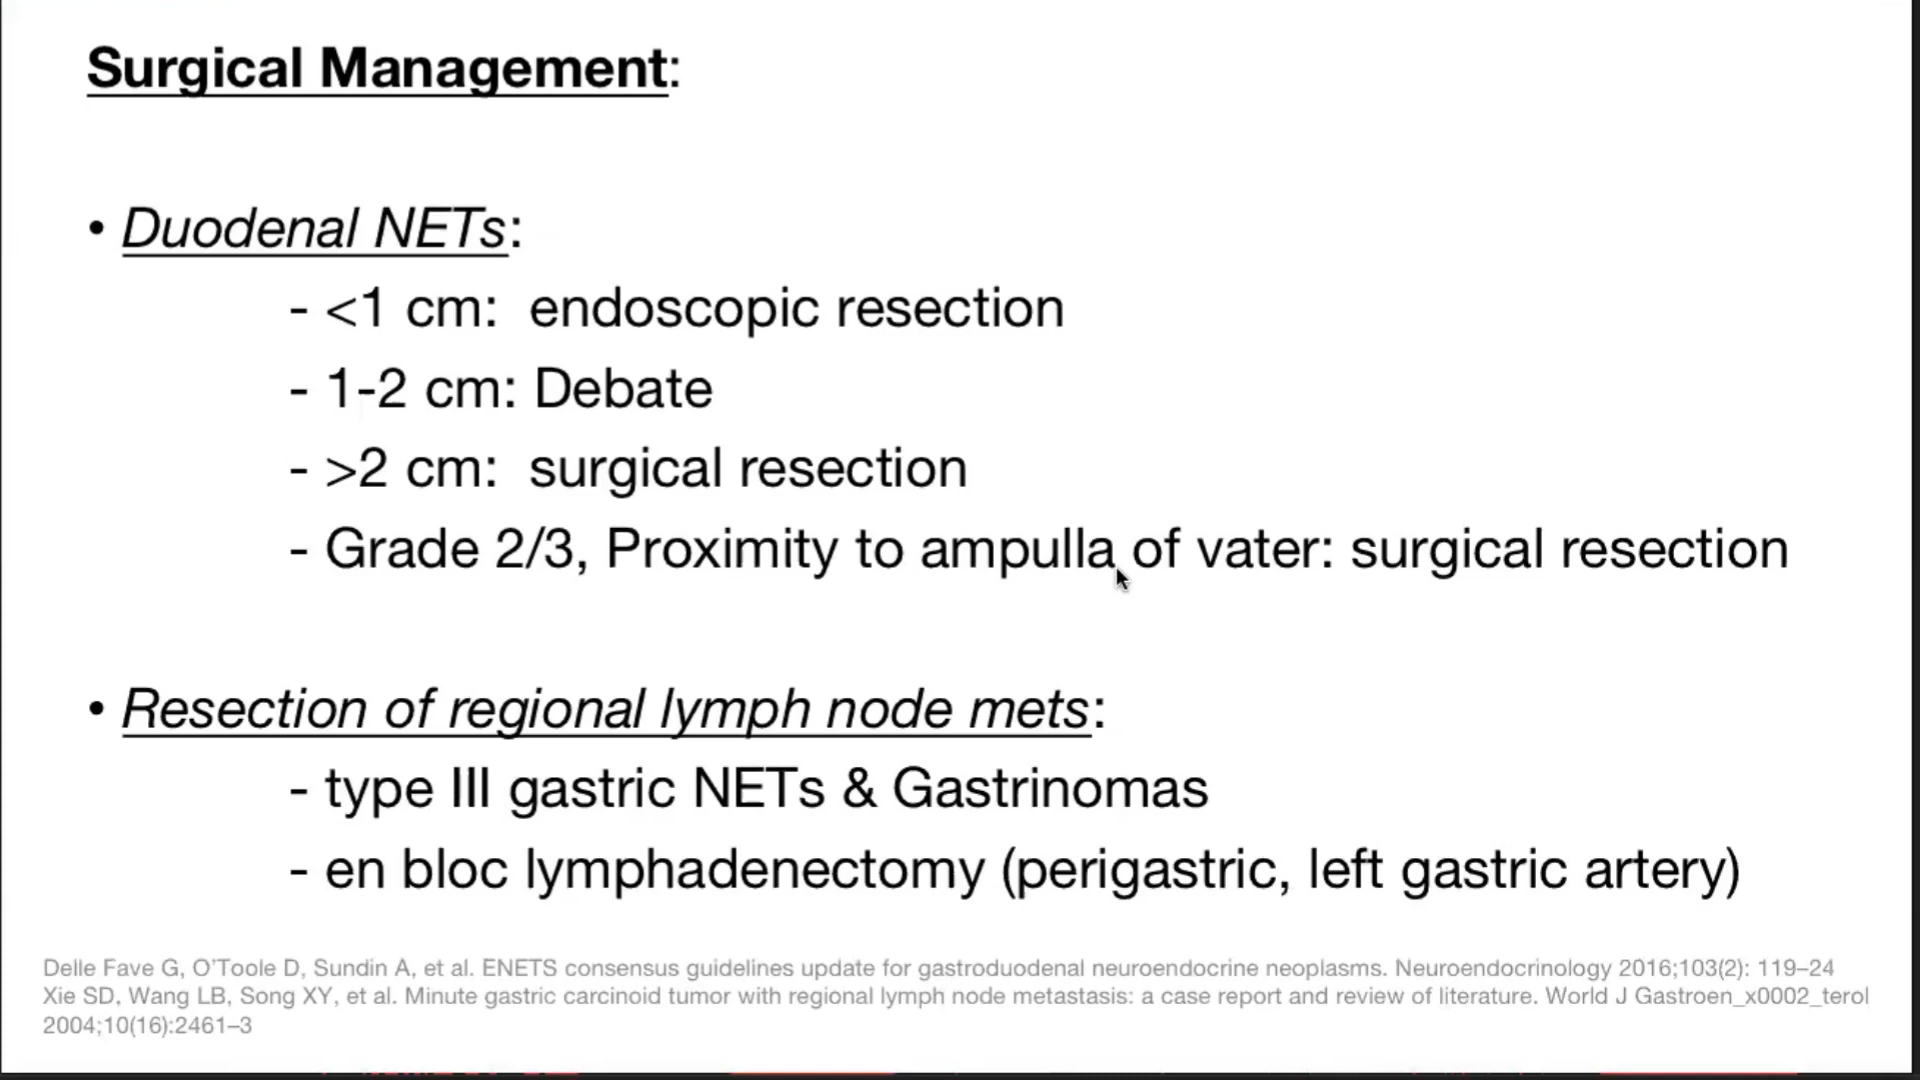 Surgical Management:
• Duodenal NETs:
- <1 cm:  endoscopic resection
- 1-2 cm: Debate
- >2 cm:  surgical resection
- Grade 2/3, Proximity to ampulla of vater: surgical resection
• Resection of regional lymph node mets:
- type III gastric NETs & Gastrinomas
- en bloc lymphadenectomy (perigastric, left gastric artery)
Delle Fave G, O’Toole D, Sundin A, et al. ENETS consensus guidelines update for gastroduodenal neuroendocrine neoplasms. Neuroendocrinology 2016;103(2): 119–24
Xie SD, Wang LB, Song XY, et al. Minute gastric carcinoid tumor with regional lymph node metastasis: a case report and review of literature. World J Gastroen_x0002_terol
2004;10(16):2461–3